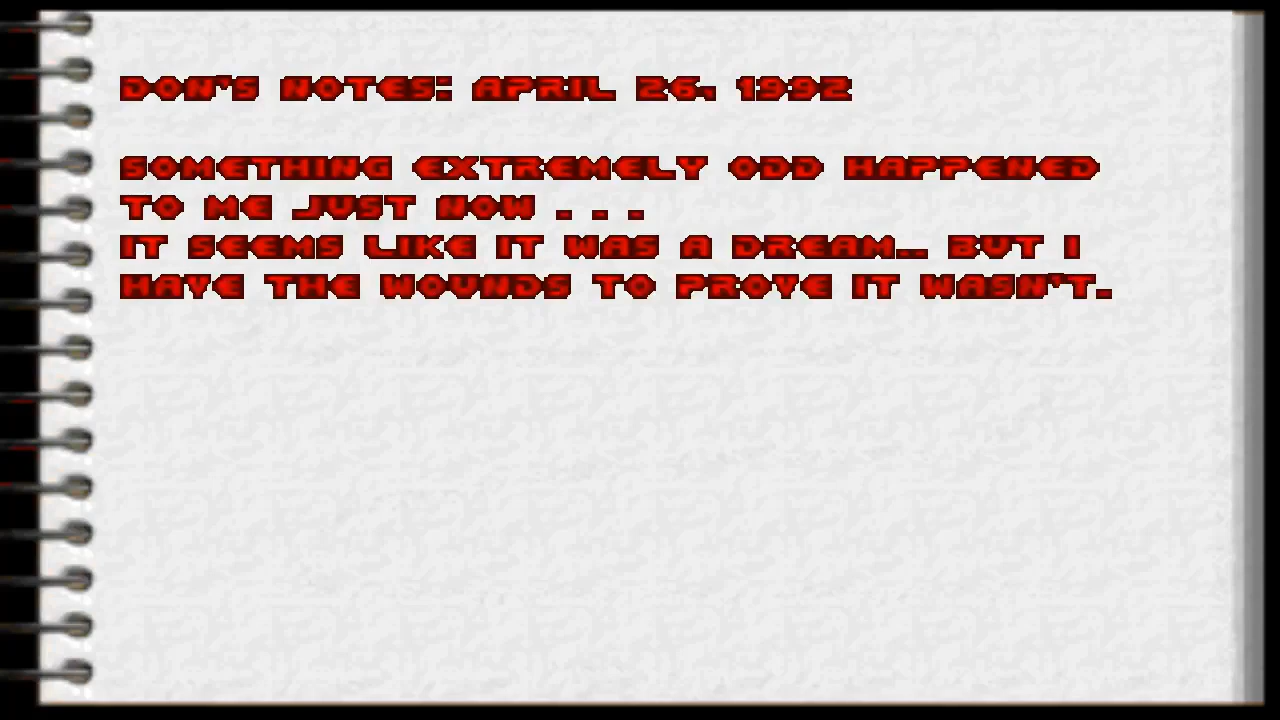 DON'S NOTES: APRIL 26, 1992
SOMETHING EXTREMELY ODD HAPPENED
TO ME JUST NOW . . .
IT SEEMS LIKE IT WAS A DREAM.. BUT I
HAVE THE WOUNDS TO PROVE IT WASN'T.